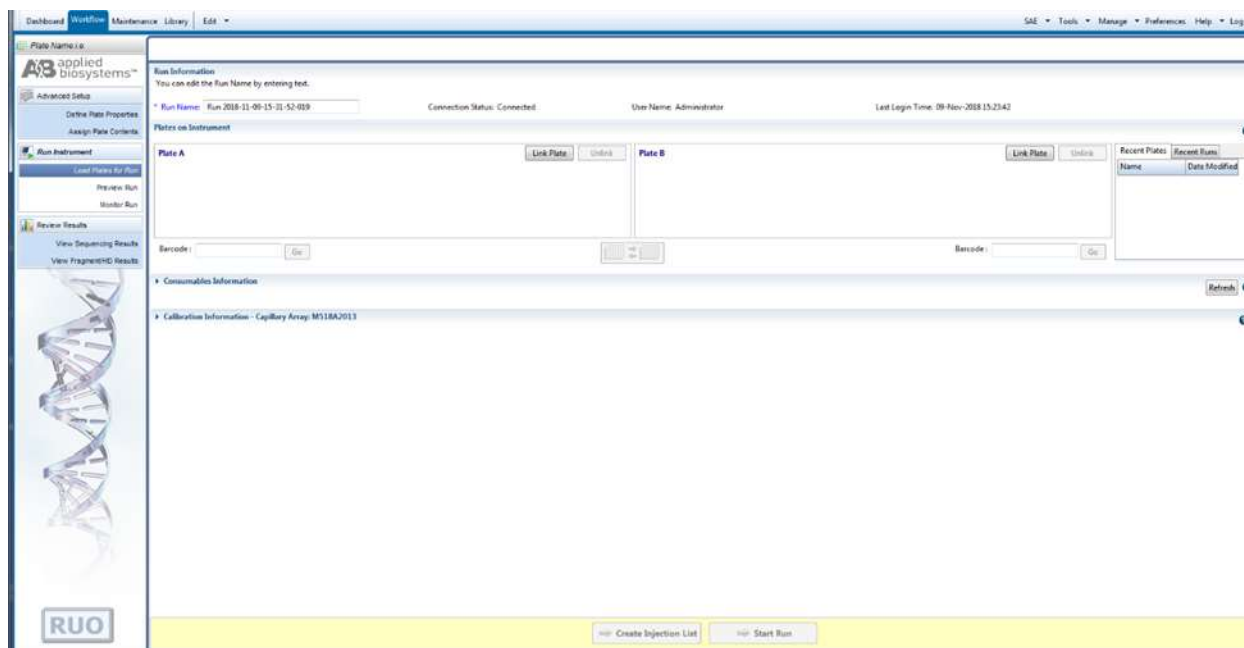 Dashboard Workflow Maintenance Library Edit SAE Tools Manage Preferences Help Log
Plate Name:i.e
AB applied biosystems™
Advanced Setup
Define Plate Properties
Assign Plate Contents
Run Instrument
Load Plates for Run
Preview Run
Monitor Run
Review Results
View Sequencing Results
View Fragment/HID Results
RUO
Run Information
You can edit the Run Name by entering text.
* Run Name: Run 2018-11-09-15-31-52-019 Connection Status: Connected User Name: Administrator Last Login Time: 09-Nov-2018 15:23:42
Plates on Instrument
Plate A Link Plate Unlink Plate B Link Plate Unlink Recent Plates Recent Runs
Name Date Modified
Barcode: Go Barcode: Go
Consumables Information
Refresh
Calibration Information - Capillary Array: M518A2013
Create Injection List Start Run